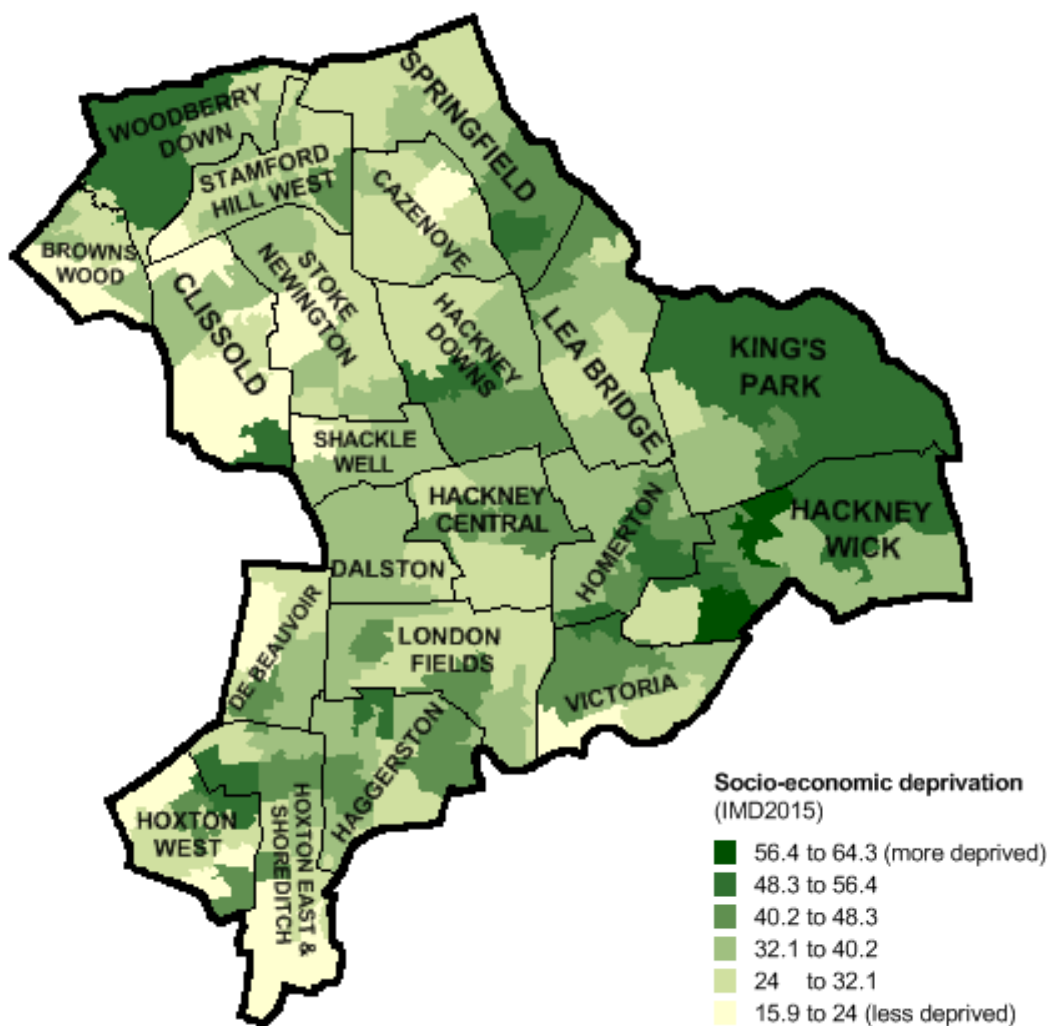 SPRINGFIELD
WOODBERRY
DOWN
STAMFORD
HILL WEST
CAZENOVE
BROWNS
WOOD
STOKE
NEWINGTON
CLISSOLD
HACKNEY
DOWNS
LEA BRIDGE
KING'S
PARK
SHACKLE
WELL
HACKNEY
CENTRAL
HACKNEY
WICK
HOMERTON
DALSTON
DE BEAUVOIR
LONDON
FIELDS
VICTORIA
HAGGERSTON
HOXTON
WEST
HOXTON EAST &
SHOREDITCH
Socio-economic deprivation
(IMD2015)
56.4 to 64.3 (more deprived)
48.3 to 56.4
40.2 to 48.3
32.1 to 40.2
24 to 32.1
15.9 to 24 (less deprived)